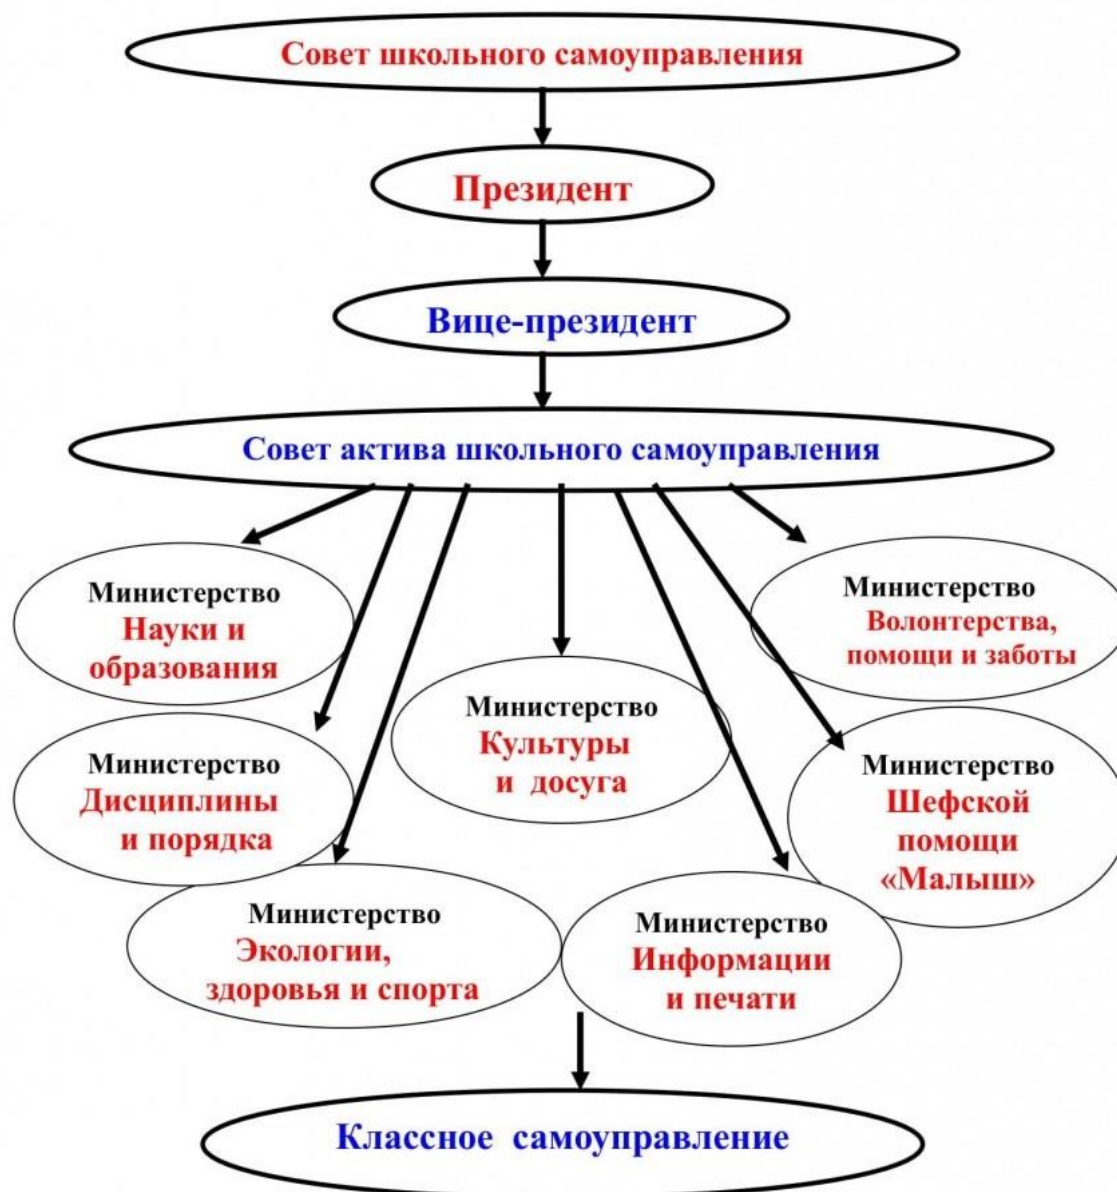 Совет школьного самоуправления
Президент
Вице-президент
Совет актива школьного самоуправления
Министерство
Науки и
образования
Министерство
Волонтерства,
помощи и заботы
Министерство
Культуры
и досуга
Министерство
Дисциплины
и порядка
Министерство
Шефской
помощи
«Малыш»
Министерство
Экологии,
здоровья и спорта
Министерство
Информации
и печати
Классное самоуправление